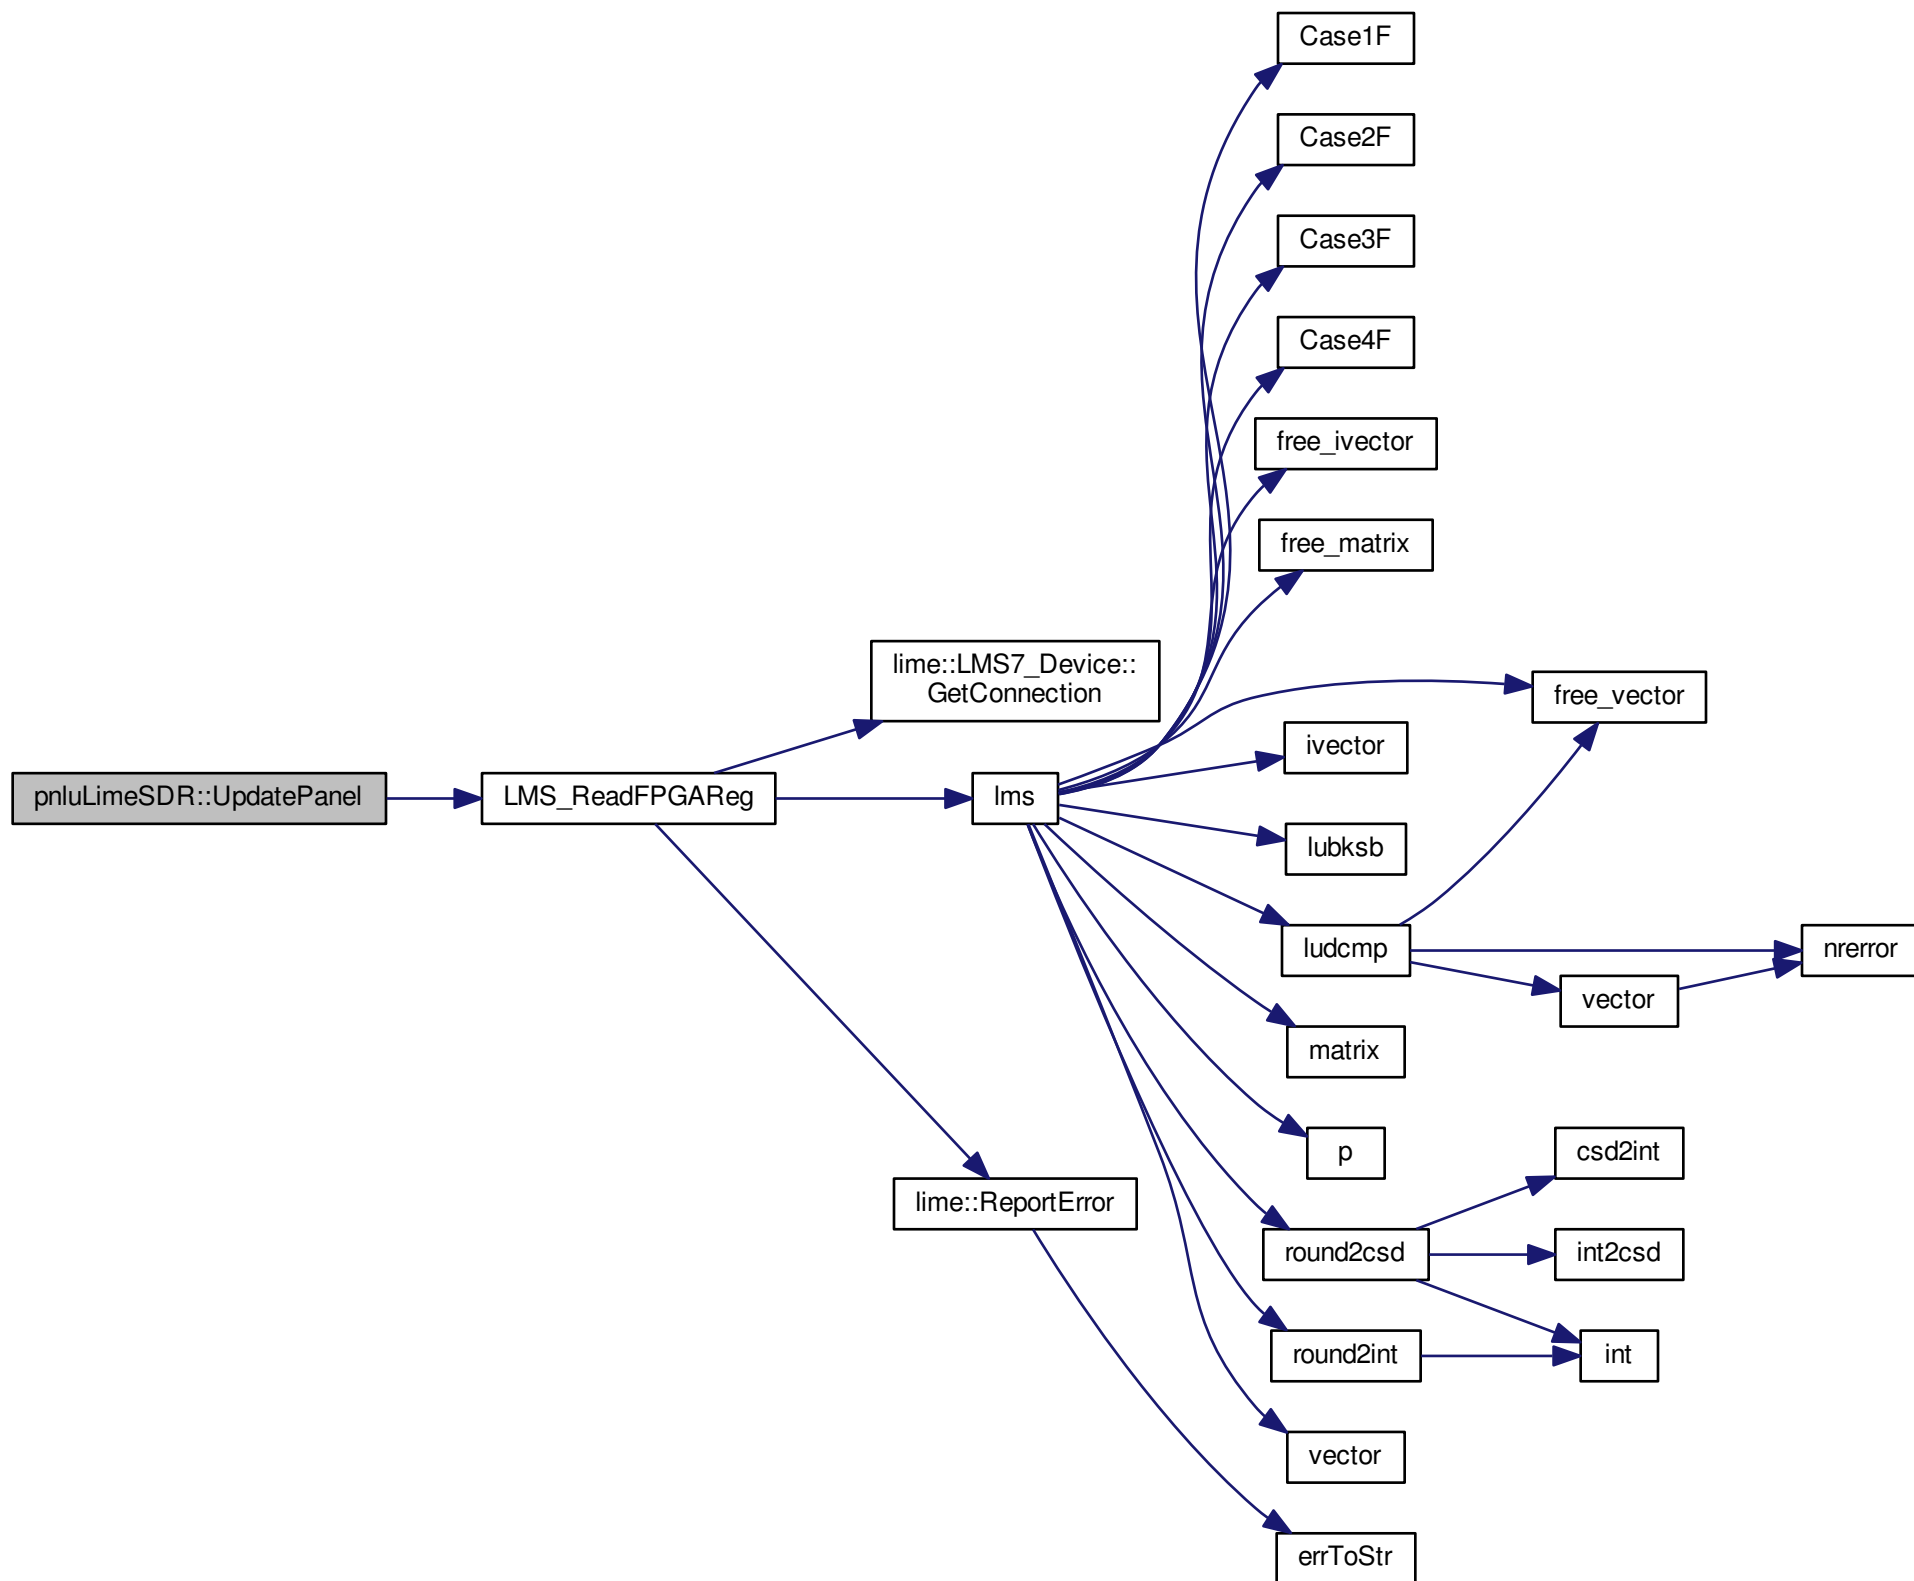 Case1F
Case2F
Case3F
Case4F
free_ivector
free_matrix
lime::LMS7_Device::
GetConnection
free_vector
ivector
pnluLimeSDR::UpdatePanel
LMS_ReadFPGAReg
lms
lubksb
ludcmp
nrerror
vector
matrix
p
csd2int
lime::ReportError
round2csd
int2csd
round2int
int
vector
errToStr